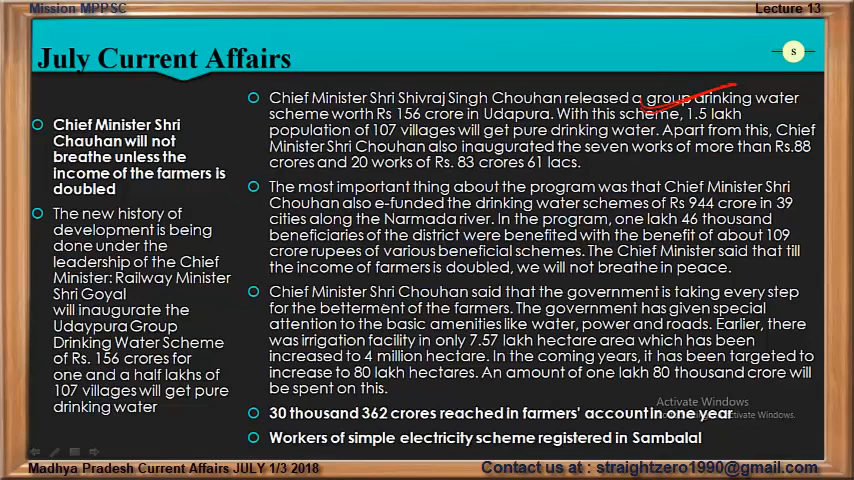 Mission MPPSC
Lecture 13
July Current Affairs
S
Chief Minister Shri
Chauhan will not
breathe unless the
income of the farmers is
doubled
The new history of
development is being
done under the
leadership of the Chief
Minister: Railway Minister
Shri Goyal
will inaugurate the
Udaypura Group
Drinking Water Scheme
of Rs. 156 crores for
one and a half lakhs of
107 villages will get pure
drinking water
Chief Minister Shri Shivraj Singh Chouhan released a group drinking water
scheme worth Rs 156 crore in Udapura. With this scheme, 1.5 lakh
population of 107 villages will get pure drinking water. Apart from this, Chief
Minister Shri Chouhan also inaugurated the seven works of more than Rs.88
crores and 20 works of Rs. 83 crores 61 lacs.
The most important thing about the program was that Chief Minister Shri
Chouhan also e-funded the drinking water schemes of Rs 944 crore in 39
cities along the Narmada river. In the program, one lakh 46 thousand
beneficiaries of the district were benefited with the benefit of about 109
crore rupees of various beneficial schemes. The Chief Minister said that till
the income of farmers is doubled, we will not breathe in peace.
Chief Minister Shri Chouhan said that the government is taking every step
for the betterment of the farmers. The government has given special
attention to the basic amenities like water, power and roads. Earlier, there
was irrigation facility in only 7.57 lakh hectare area which has been
increased to 4 million hectare. In the coming years, it has been targeted to
increase to 80 lakh hectares. An amount of one lakh 80 thousand crore will
be spent on this.
Activate Windows
30 thousand 362 crores reached in farmers' account in one year
Activate Windows.
Workers of simple electricity scheme registered in Sambalal
Madhya Pradesh Current Affairs JULY 1/3 2018
Contact us at : straightzero1990@gmail.com